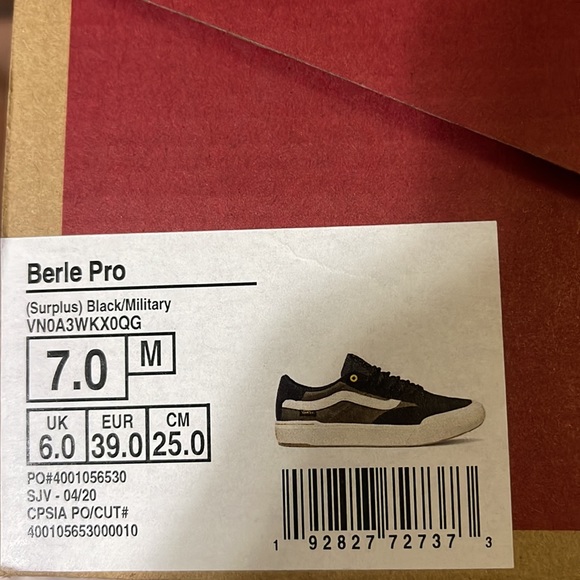 Berle Pro
(Surplus) Black/Military
VN0A3WKX0QG
7.0 M
UK EUR CM
6.0 39.0 25.0
PO#4001056530
SJV - 04/20
CPSIA PO/CUT#
400105653000010
1 92827 72737 3